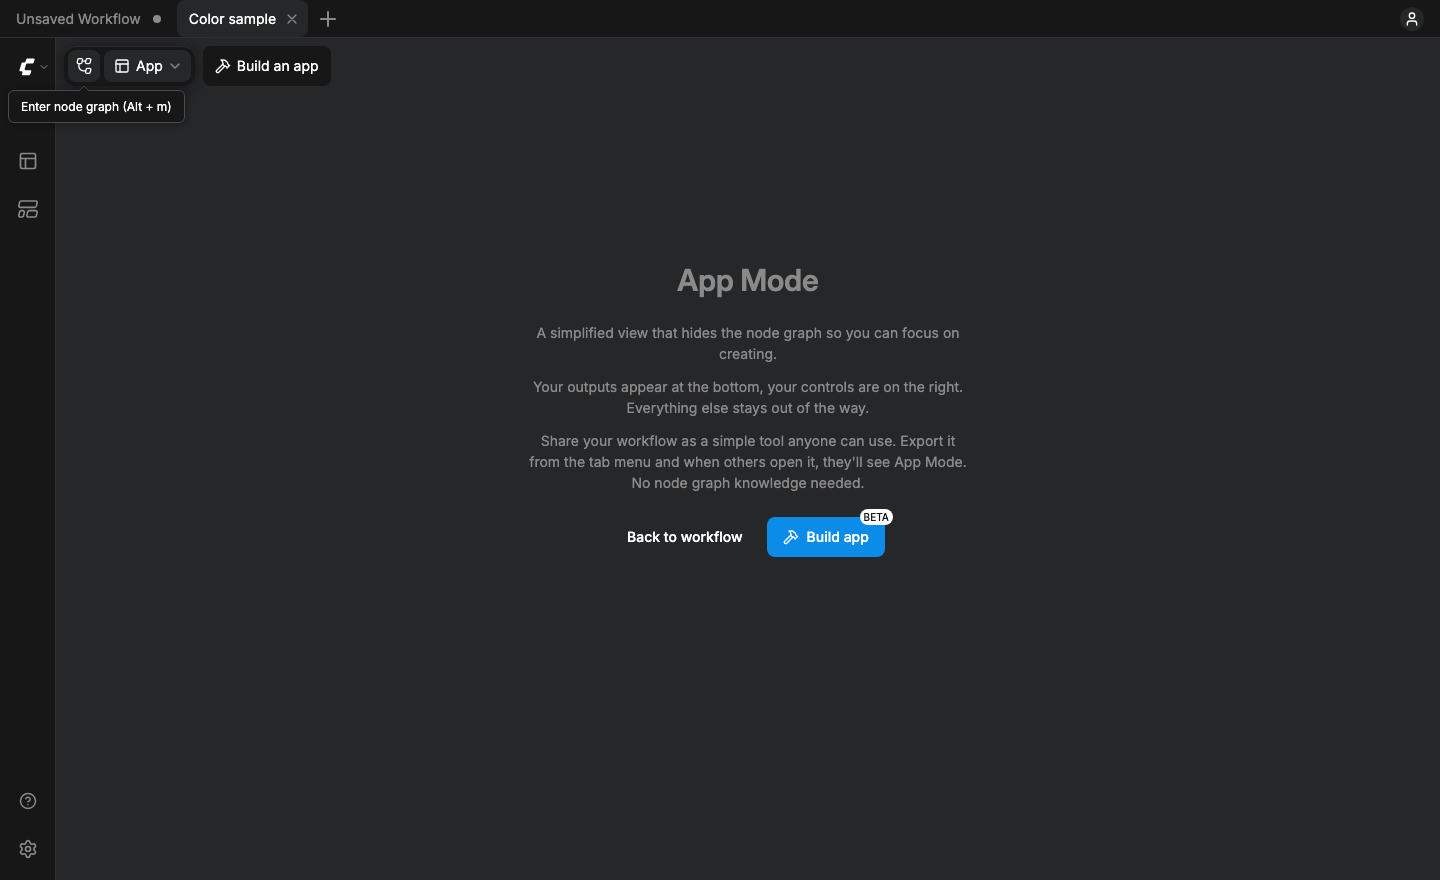 Unsaved Workflow
Color sample
App
Build an app
Enter node graph (Alt + m)
App Mode
A simplified view that hides the node graph so you can focus on
creating.
Your outputs appear at the bottom, your controls are on the right.
Everything else stays out of the way.
Share your workflow as a simple tool anyone can use. Export it
from the tab menu and when others open it, they'll see App Mode.
No node graph knowledge needed.
BETA
Back to workflow
Build app